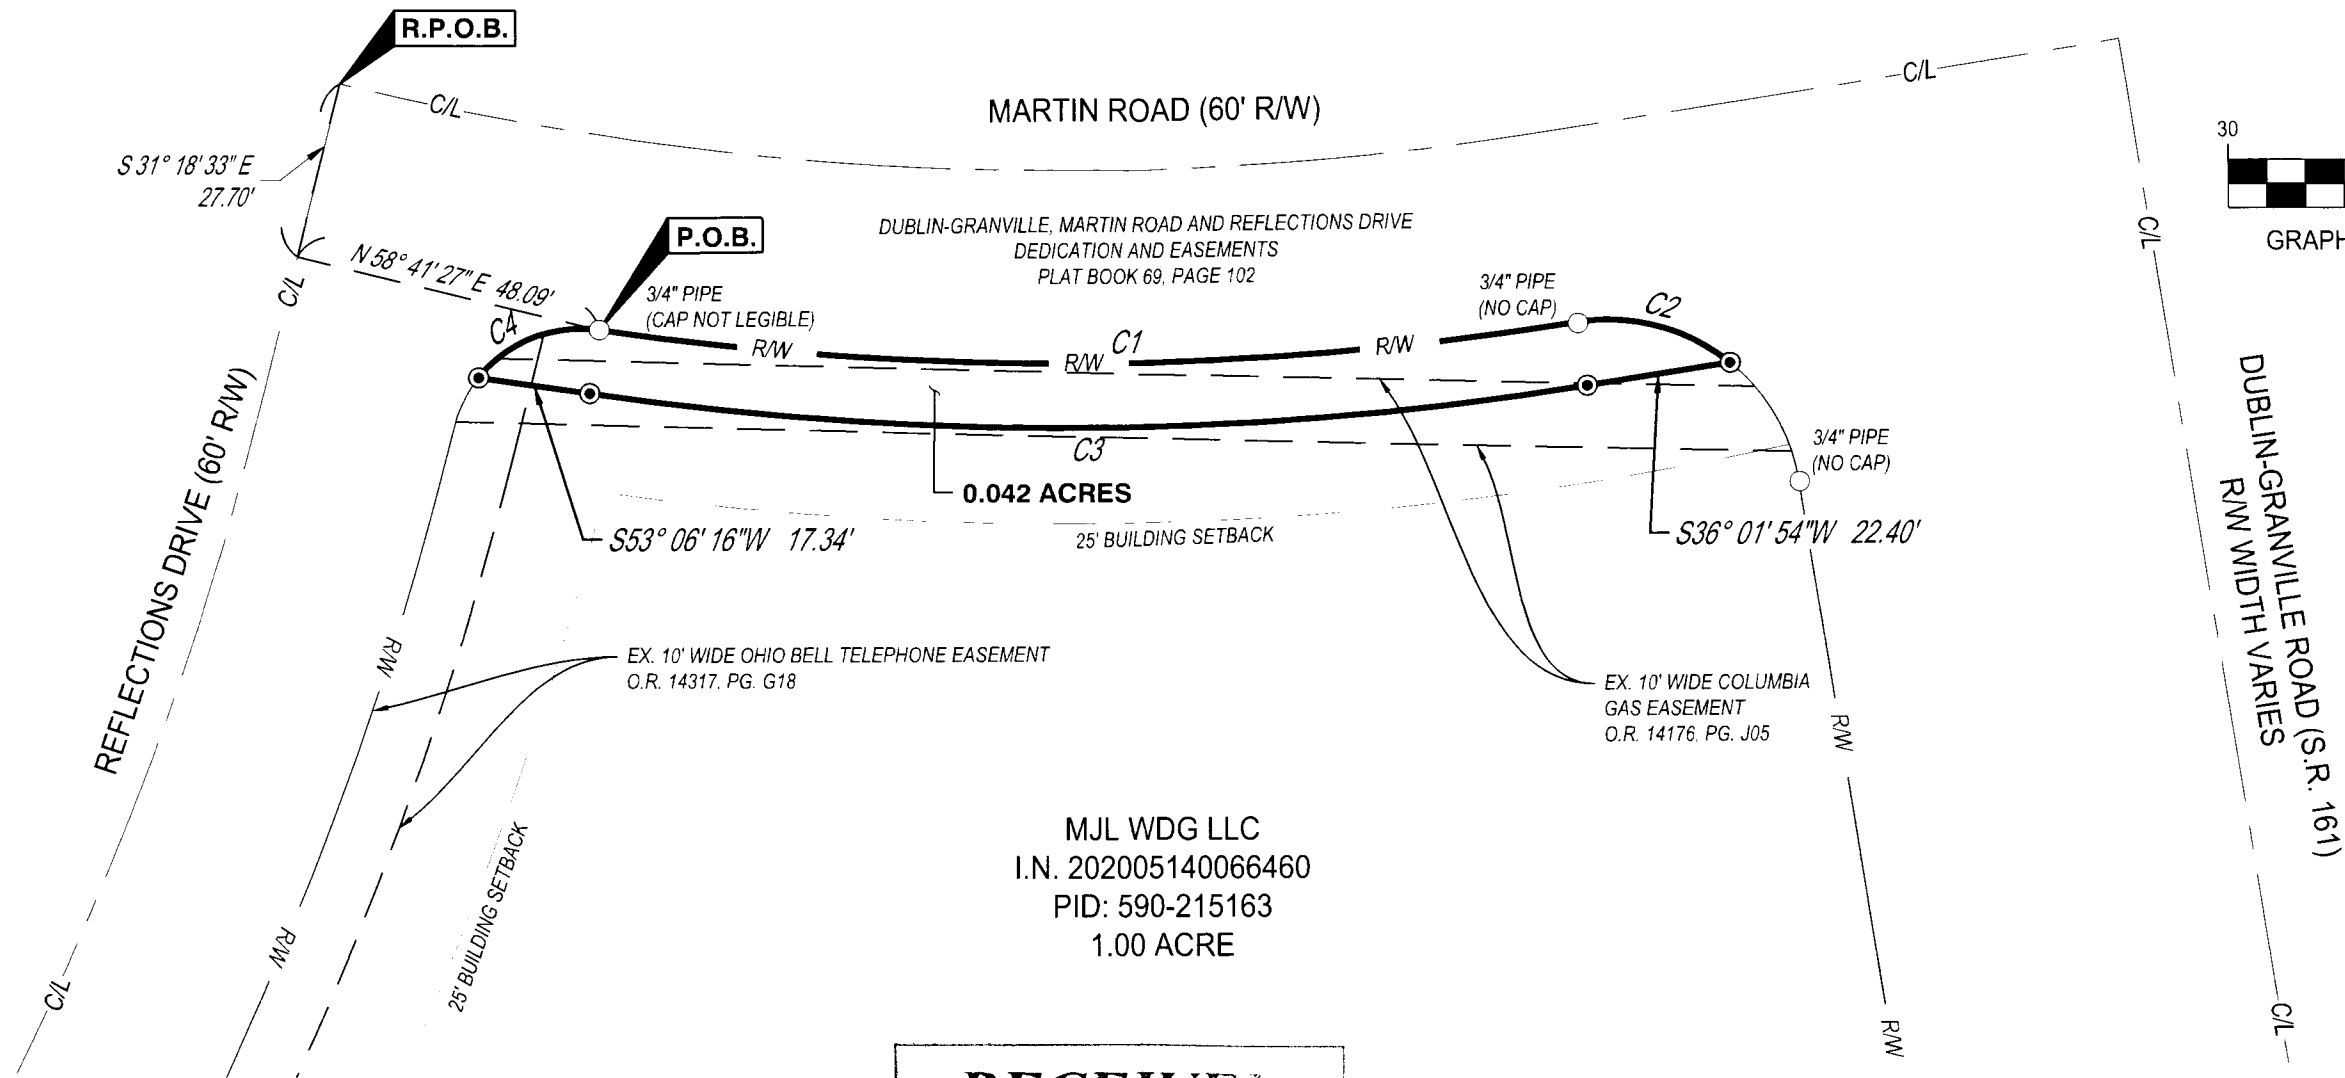 R.P.O.B.
C/L
MARTIN ROAD (60' R/W)
C/L
30
S 31° 18' 33" E
27.70'
GRAPH
C/L
DUBLIN-GRANVILLE, MARTIN ROAD AND REFLECTIONS DRIVE
DEDICATION AND EASEMENTS
PLAT BOOK 69, PAGE 102
P.O.B.
N 58° 41' 27" E 48.09'
C/L
3/4" PIPE
(CAP NOT LEGIBLE)
3/4" PIPE
(NO CAP)
C2
C4
R/W
C1
R/W
R/W
C3
0.042 ACRES
3/4" PIPE
(NO CAP)
S53° 06' 16"W 17.34'
25' BUILDING SETBACK
S36° 01' 54"W 22.40'
REFLECTIONS DRIVE (60' R/W)
DUBLIN-GRANVILLE ROAD (S.R. 161)
R/W WIDTH VARIES
R/W
EX. 10' WIDE OHIO BELL TELEPHONE EASEMENT
O.R. 14317, PG. G18
EX. 10' WIDE COLUMBIA
GAS EASEMENT
O.R. 14176, PG. J05
R/W
MJL WDG LLC
I.N. 202005140066460
PID: 590-215163
1.00 ACRE
25' BUILDING SETBACK
R/W
C/L
C/L
R/W